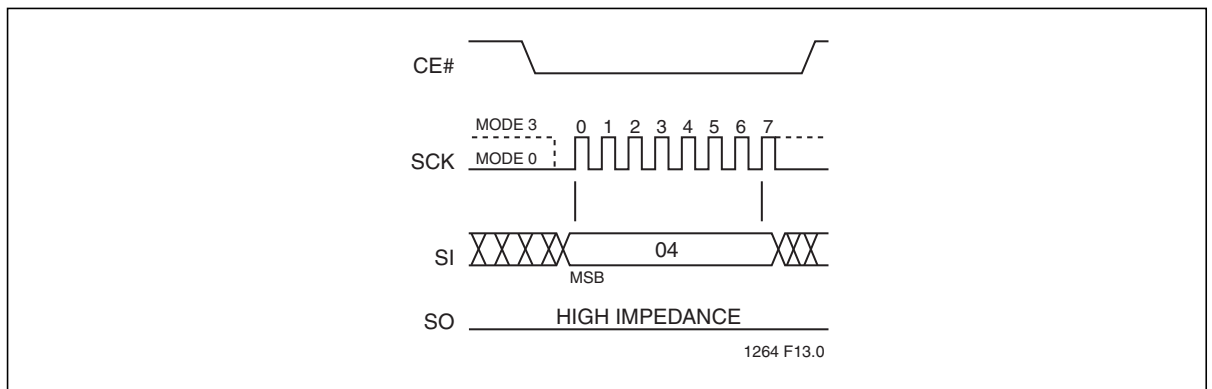 CE#
MODE 3
0 1 2 3 4 5 6 7
SCK
MODE 0
SI
04
MSB
SO
HIGH IMPEDANCE
1264 F13.0